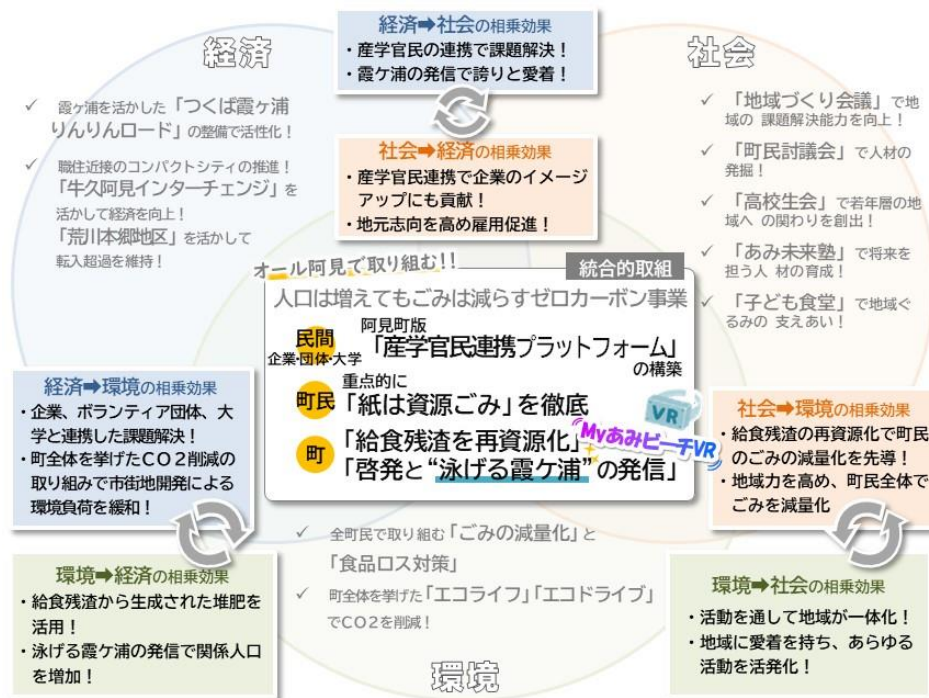 経済➡社会の相乗効果
・産学官民の連携で課題解決！
・霞ケ浦の発信で誇りと愛着！
経済
✓ 霞ヶ浦を活かした「つくば霞ヶ浦
りんりんロード」の整備で活性化！
✓ 職住近接のコンパクトシティの推進！
「牛久阿見インターチェンジ」を
活かして経済を向上！
「荒川本郷地区」を活かして
転入超過を維持！
社会➡経済の相乗効果
・産学官民連携で企業のイメージ
アップにも貢献！
・地元志向を高め雇用促進！
社会
✓ 「地域づくり会議」で地
域の 課題解決能力を向上！
✓ 「町民討議会」で人材の
発掘！
✓ 「高校生会」で若年層の地
域へ の関わりを創出！
✓ 「あみ未来塾」で将来を
担う人 材の育成！
✓ 「子ども食堂」で地域ぐ
るみの 支えあい！
オール阿見で取り組む!!
統合的取組
人口は増えてもごみは減らすゼロカーボン事業
民間
企業・団体・大学
阿見町版
「産学官民連携プラットフォーム」
の構築
町民
重点的に
「紙は資源ごみ」を徹底
町
「給食残渣を再資源化」
「啓発と“泳げる霞ケ浦”の発信」
VR
MyあみビーチVR
経済➡環境の相乗効果
・企業、ボランティア団体、大
学と連携した課題解決！
・町全体を挙げたＣＯ２削減の
取り組みで市街地開発による
環境負荷を緩和！
環境➡経済の相乗効果
・給食残渣から生成された堆肥を
活用！
・泳げる霞ケ浦の発信で関係人口
を増加！
✓ 全町民で取り組む「ごみの減量化」と
「食品ロス対策」
✓ 町全体を挙げた「エコライフ」「エコドライブ」
でCO２を削減！
環境
社会➡環境の相乗効果
・給食残渣の再資源化で町民
のごみの減量化を先導！
・地域力を高め、町民全体で
ごみを減量化
環境➡社会の相乗効果
・活動を通して地域が一体化！
・地域に愛着を持ち、あらゆる
活動を活発化！